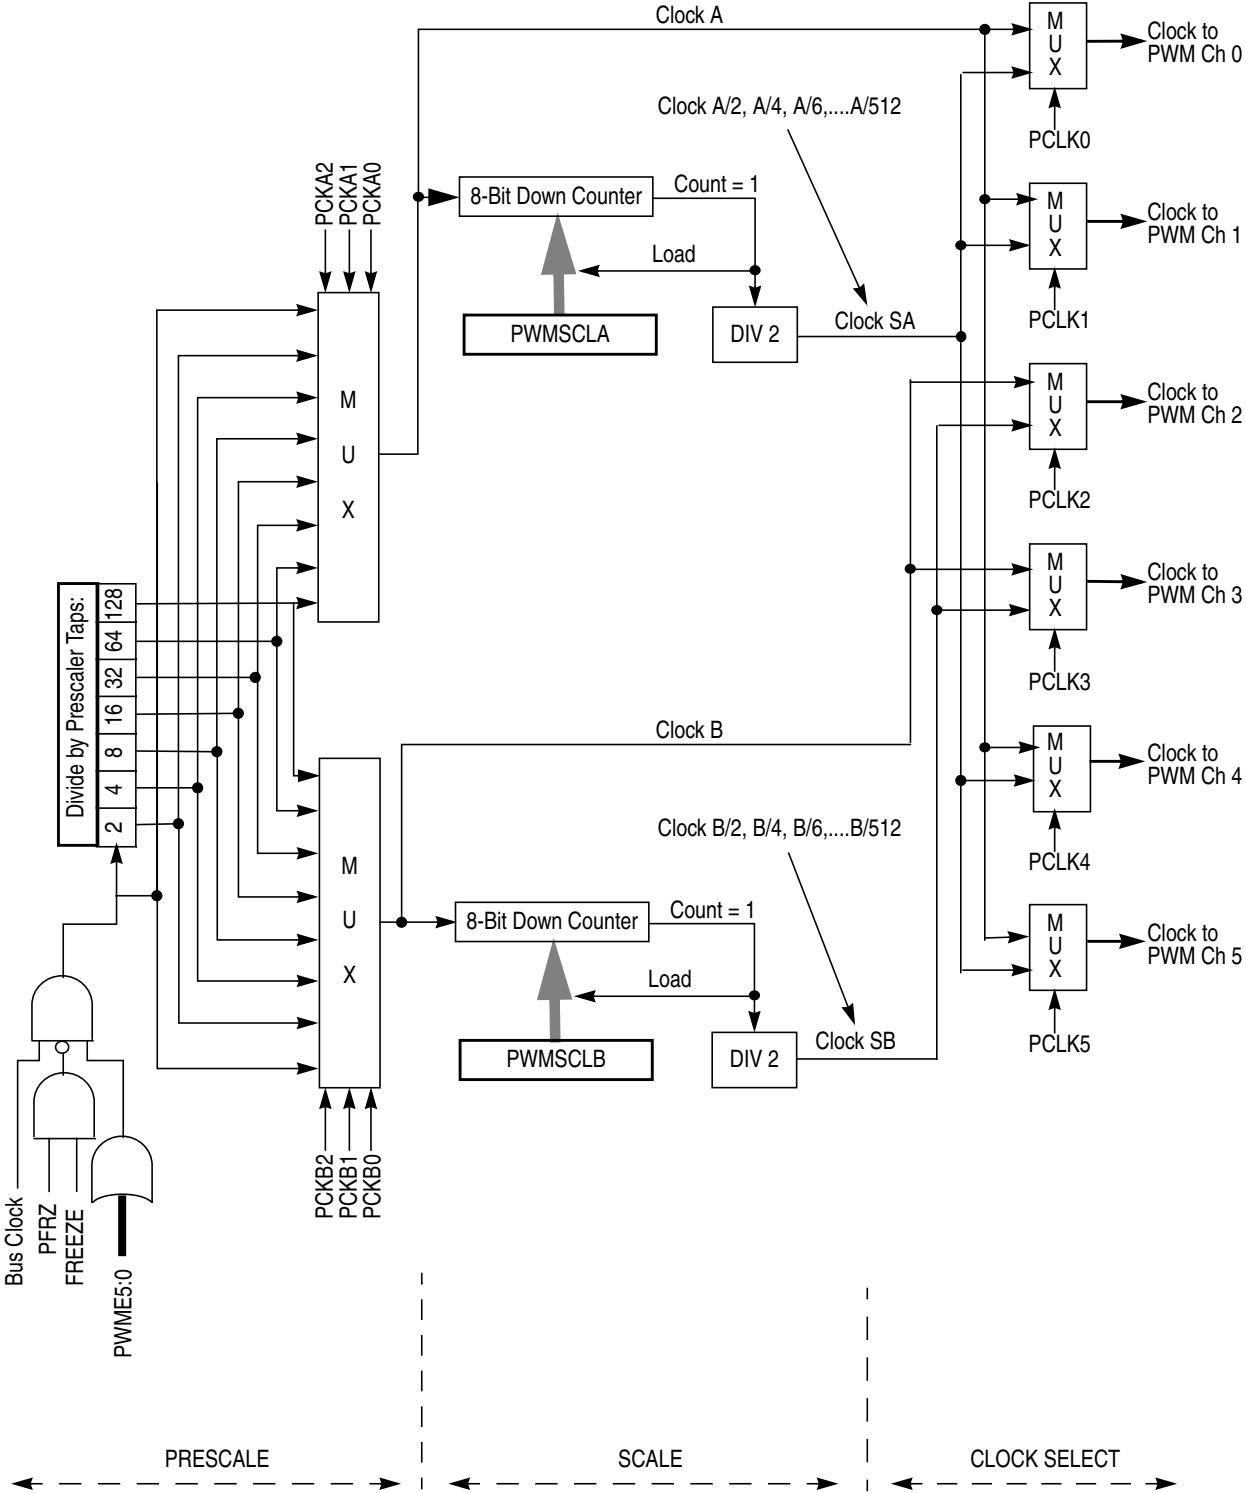 Clock A
M
U
X
Clock to
PWM Ch 0
PCLK0
Clock A/2, A/4, A/6,....A/512
PCKA2
PCKA1
PCKA0
8-Bit Down Counter
Count = 1
M
U
X
Clock to
PWM Ch 1
Load
PCLK1
PWMSCLA
DIV 2
Clock SA
M
U
X
M
U
X
Clock to
PWM Ch 2
PCLK2
M
U
X
Clock to
PWM Ch 3
PCLK3
Divide by Prescaler Taps:
128
64
32
16
8
4
2
Clock B
M
U
X
Clock to
PWM Ch 4
PCLK4
Clock B/2, B/4, B/6,....B/512
M
U
X
8-Bit Down Counter
Count = 1
M
U
X
Clock to
PWM Ch 5
Load
PCLK5
PWMSCLB
DIV 2
Clock SB
PCKB2
PCKB1
PCKB0
Bus Clock
PFRZ
FREEZE
PWME5:0
PRESCALE
SCALE
CLOCK SELECT